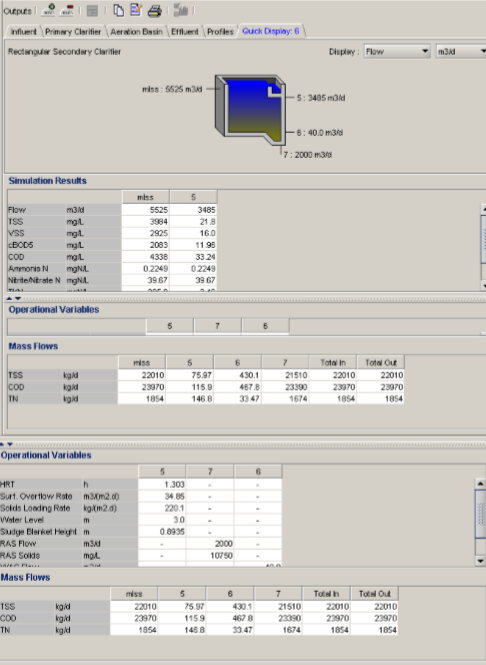 Outputs
Influent Primary Clarifier Aeration Basin Effluent Profiles Quick Display: 6
Rectangular Secondary Clarifier Display: Flow m3/d
mlss : 5525 m3/d
5 : 3485 m3/d
6 : 40.0 m3/d
7 : 2000 m3/d
Simulation Results
mlss 5
Flow m3/d 5525 3485
TSS mg/L 3984 21.8
VSS mg/L 2925 16.0
cBOD5 mg/L 2083 11.96
COD mg/L 4338 33.24
Ammonia N mgN/L 0.2249 0.2249
Nitrite/Nitrate N mgN/L 39.67 39.67
Operational Variables
5 7 6
Mass Flows
mlss 5 6 7 Total In Total Out
TSS kg/d 22010 75.97 430.1 21510 22010 22010
COD kg/d 23970 115.9 467.8 23390 23970 23970
TN kg/d 1854 146.8 33.47 1674 1854 1854
Operational Variables
5 7 6
HRT h 1.303 - -
Surf. Overflow Rate m3/(m2.d) 34.85 - -
Solids Loading Rate kg/(m2.d) 220.1 - -
Water Level m 3.0 - -
Sludge Blanket Height m 0.8935 - -
RAS Flow m3/d - 2000 -
RAS Solids mg/L - 10750 -
Mass Flows
mlss 5 6 7 Total In Total Out
TSS kg/d 22010 75.97 430.1 21510 22010 22010
COD kg/d 23970 115.9 467.8 23390 23970 23970
TN kg/d 1854 146.8 33.47 1674 1854 1854